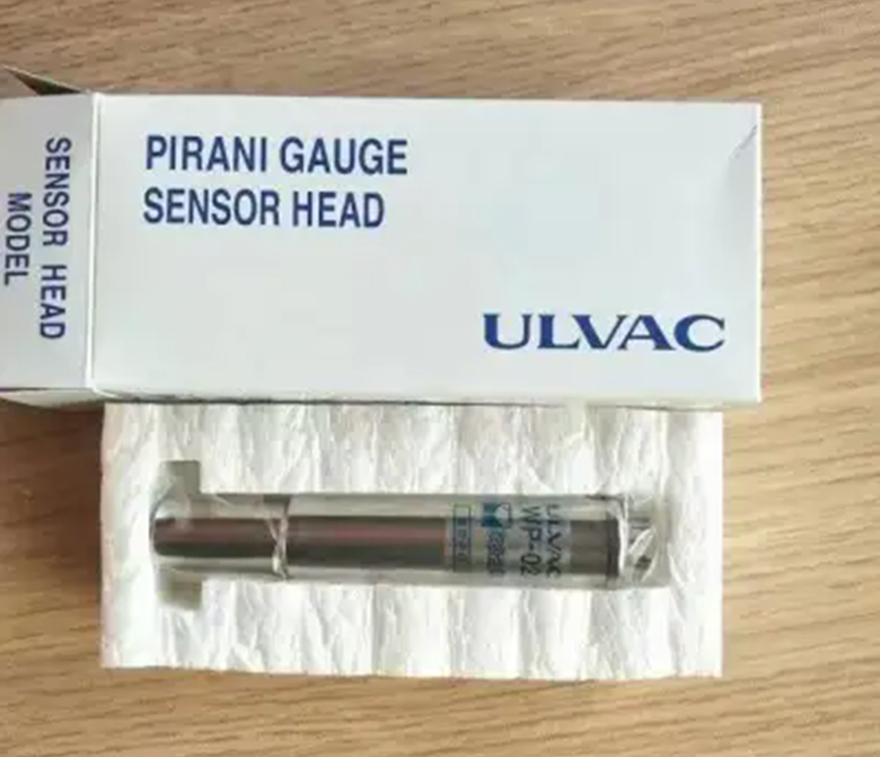 PIRANI GAUGE
SENSOR HEAD
ULVAC
SENSOR HEAD
MODEL
ULVAC
WP-02